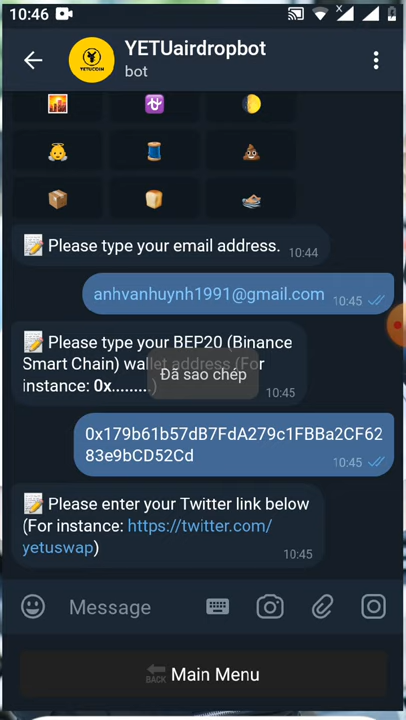 10:46
YETUairdropbot
bot
YETUCOIN
📝 Please type your email address.
10:44
anhvanhuynh1991@gmail.com
10:45
📝 Please type your BEP20 (Binance
Smart Chain) wallet address (For
instance: 0x.........)
10:45
Đã sao chép
0x179b61b57dB7FdA279c1FBBa2CF62
83e9bCD52Cd
10:45
📝 Please enter your Twitter link below
(For instance: https://twitter.com/
yetuswap)
10:45
Message
BACK Main Menu